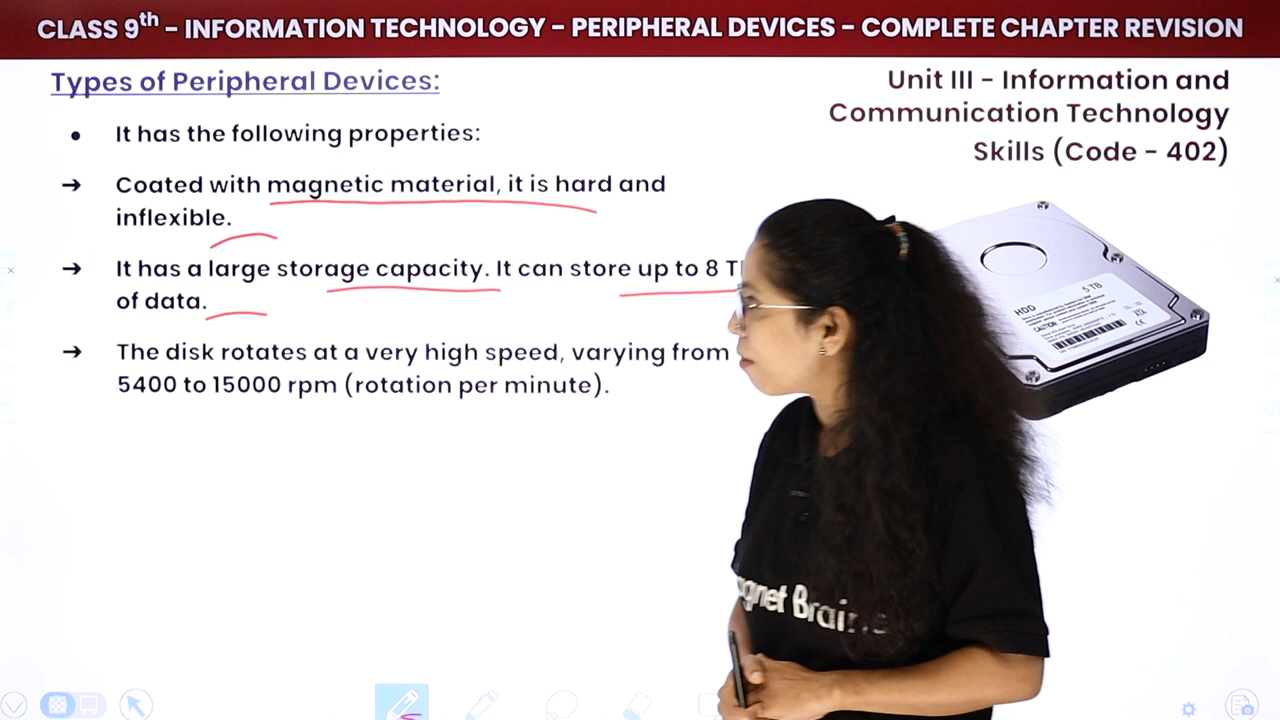 CLASS 9th – INFORMATION TECHNOLOGY – PERIPHERAL DEVICES – COMPLETE CHAPTER REVISION
Types of Peripheral Devices:
Unit III – Information and
Communication Technology
Skills (Code – 402)
• It has the following properties:
→ Coated with magnetic material, it is hard and
inflexible.
→ It has a large storage capacity. It can store up to 8
of data.
→ The disk rotates at a very high speed, varying from
5400 to 15000 rpm (rotation per minute).
5 TB
HDD
CAUTION:
gnet Brains